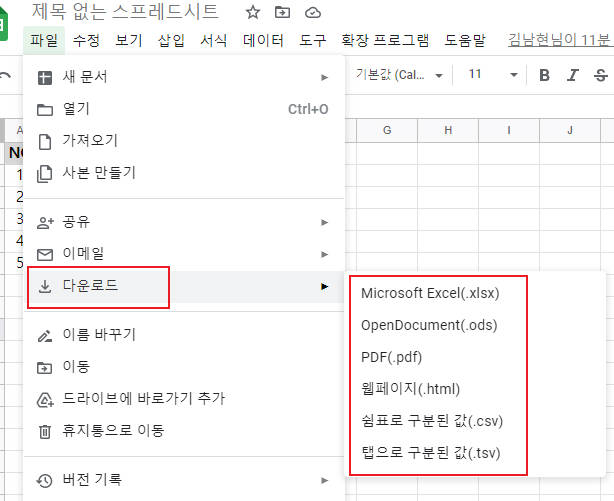 제목 없는 스프레드시트
파일 수정 보기 삽입 서식 데이터 도구 확장 프로그램 도움말 김남현님이 11분
기본값 (Cal... 11 B I S
A G H I J
N
1
2
3
4
5
새 문서
열기 Ctrl+O
가져오기
사본 만들기
공유
이메일
다운로드
이름 바꾸기
이동
드라이브에 바로가기 추가
휴지통으로 이동
버전 기록
Microsoft Excel(.xlsx)
OpenDocument(.ods)
PDF(.pdf)
웹페이지(.html)
쉼표로 구분된 값(.csv)
탭으로 구분된 값(.tsv)